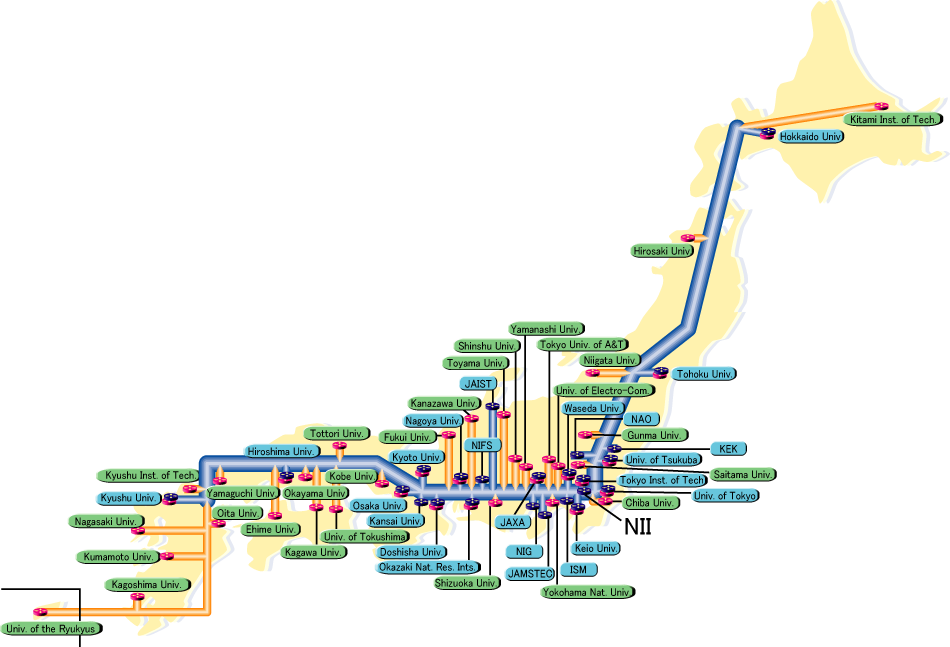 Kitami Inst. of Tech.
Hokkaido Univ
Hirosaki Univ
Yamanashi Univ.
Shinshu Univ.
Tokyo Univ. of A&T
Toyama Univ.
Niigata Univ.
Tohoku Univ.
JAIST
Univ. of Electro-Com.
Kanazawa Univ
Waseda Univ.
Nagoya Univ.
NAO
Tottori Univ.
Fukui Univ.
NIFS
Gunma Univ.
Hiroshima Univ.
KEK
Kyoto Univ.
Univ. of Tsukuba
Kyushu Inst. of Tech.
Kobe Univ.
Saitama Univ.
Tokyo Inst. of Tech
Kyushu Univ.
Yamaguchi Univ.
Okayama Univ
Univ. of Tokyo
Osaka Univ.
Chiba Univ.
Oita Univ.
Nagasaki Univ.
Kansai Univ.
JAXA
NII
Ehime Univ.
Univ. of Tokushima
Kagawa Univ.
Doshisha Univ.
NIG
Keio Univ.
Kumamoto Univ.
Okazaki Nat. Res. Ints.
JAMSTEC
ISM
Kagoshima Univ.
Shizuoka Univ.
Yokohama Nat. Univ.
Univ. of the Ryukyus